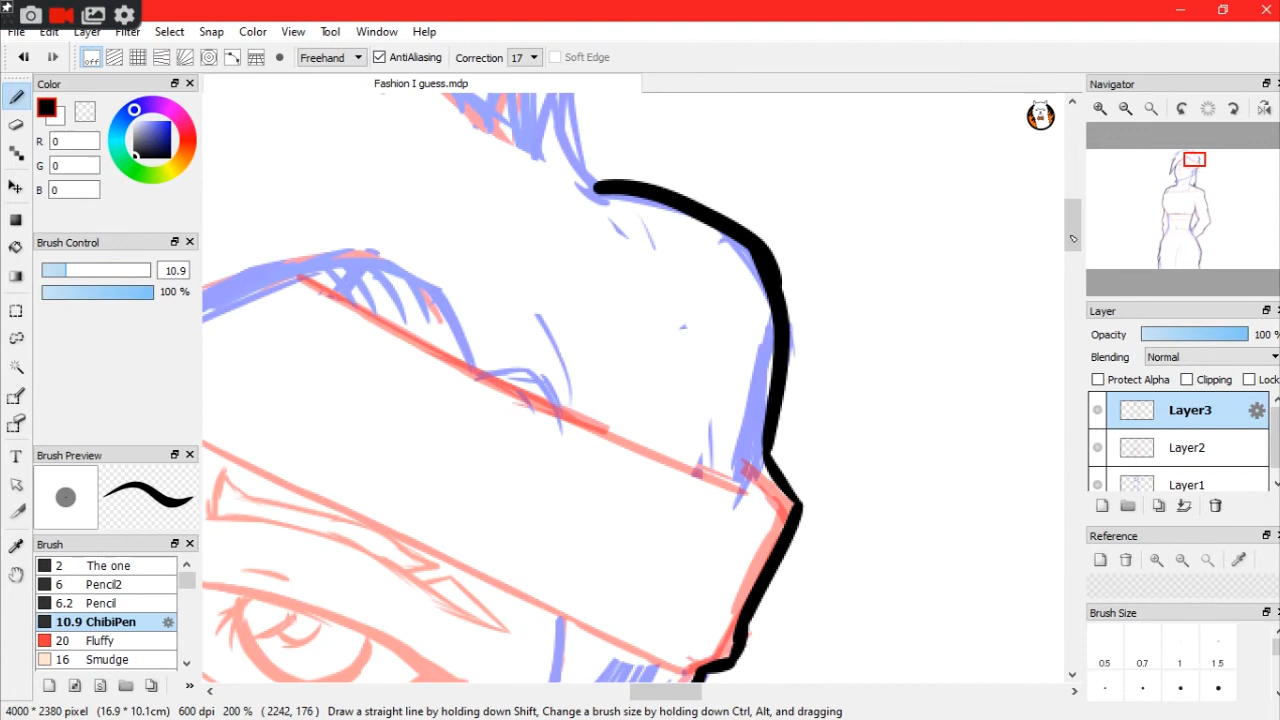 File Edit Layer Filter Select Snap Color View Tool Window Help
off Freehand AntiAliasing Correction 17 Soft Edge
Color
Fashion I guess.mdp
Navigator
R 0
G 0
B 0
Brush Control
10.9
100 %
Layer
Opacity 100 %
Blending Normal
Protect Alpha Clipping Lock
Layer3
Layer2
Layer1
Brush Preview
Reference
Brush
2 The one
6 Pencil2
6.2 Pencil
10.9 ChibiPen
20 Fluffy
16 Smudge
Brush Size
0.5 0.7 1 1.5
T
»
4000 * 2380 pixel (16.9 * 10.1cm) 600 dpi 200 % ( 2242, 176 ) Draw a straight line by holding down Shift, Change a brush size by holding down Ctrl, Alt, and dragging